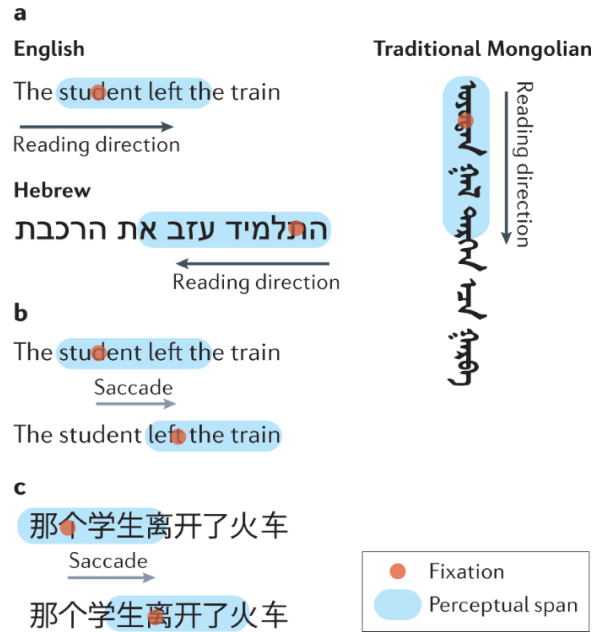 a
English
The student left the train
Reading direction
Hebrew
התלמיד עזב את הרכבת
Reading direction
Traditional Mongolian
Reading direction
b
The student left the train
Saccade
The student left the train
c
那个学生离开了火车
Saccade
那个学生离开了火车
Fixation
Perceptual span